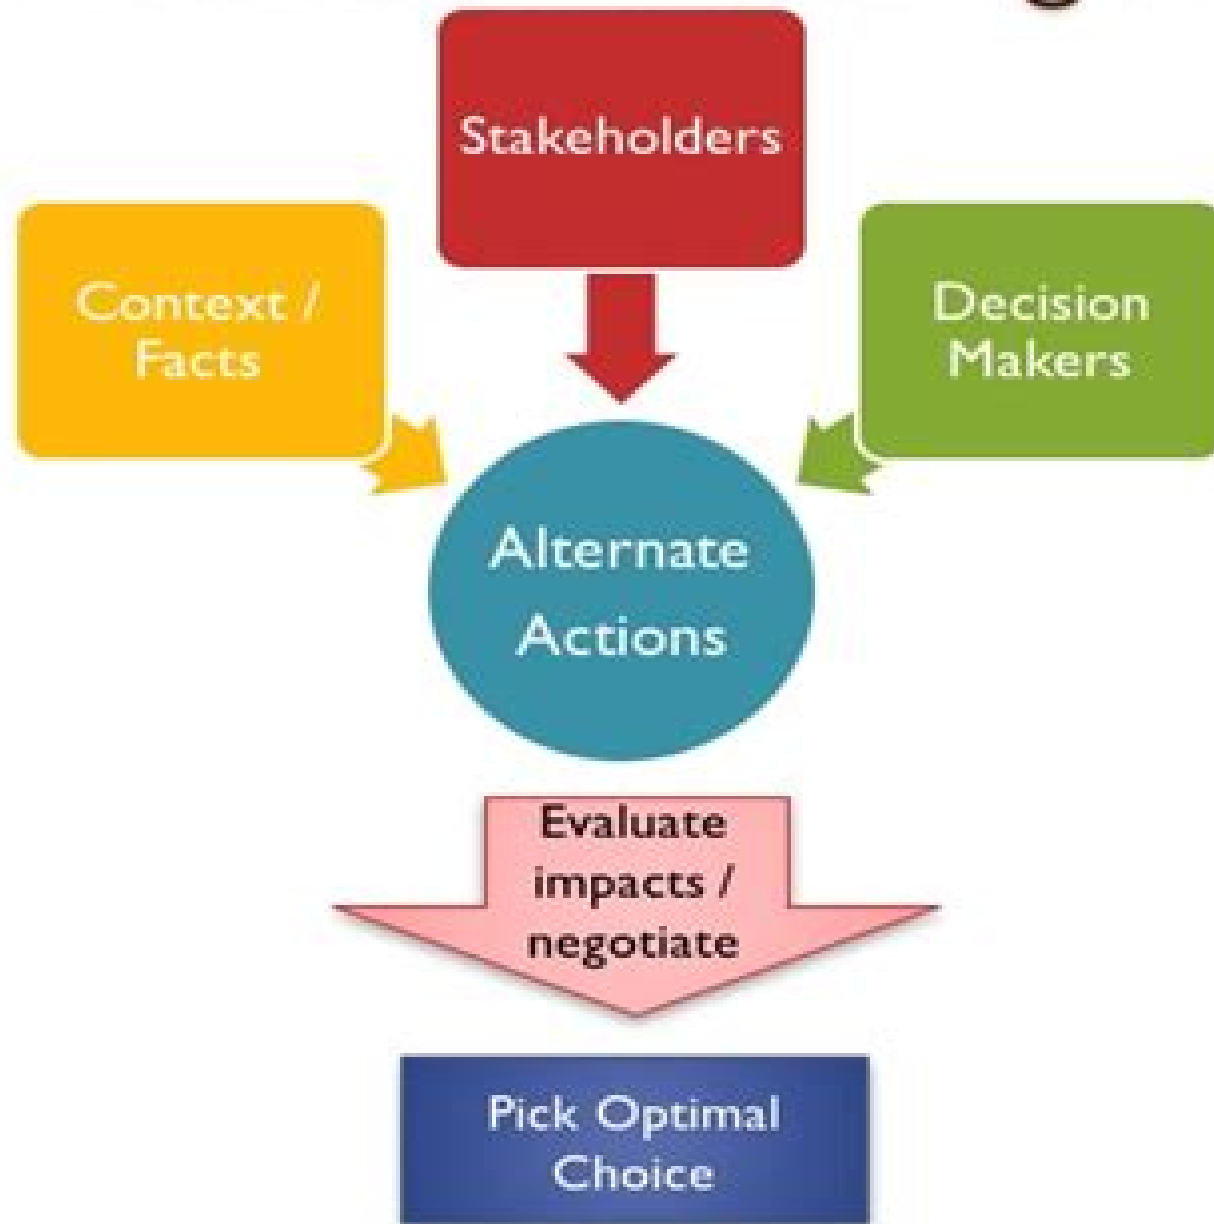 Stakeholders
Context /
Facts
Decision
Makers
Alternate
Actions
Evaluate
impacts /
negotiate
Pick Optimal
Choice